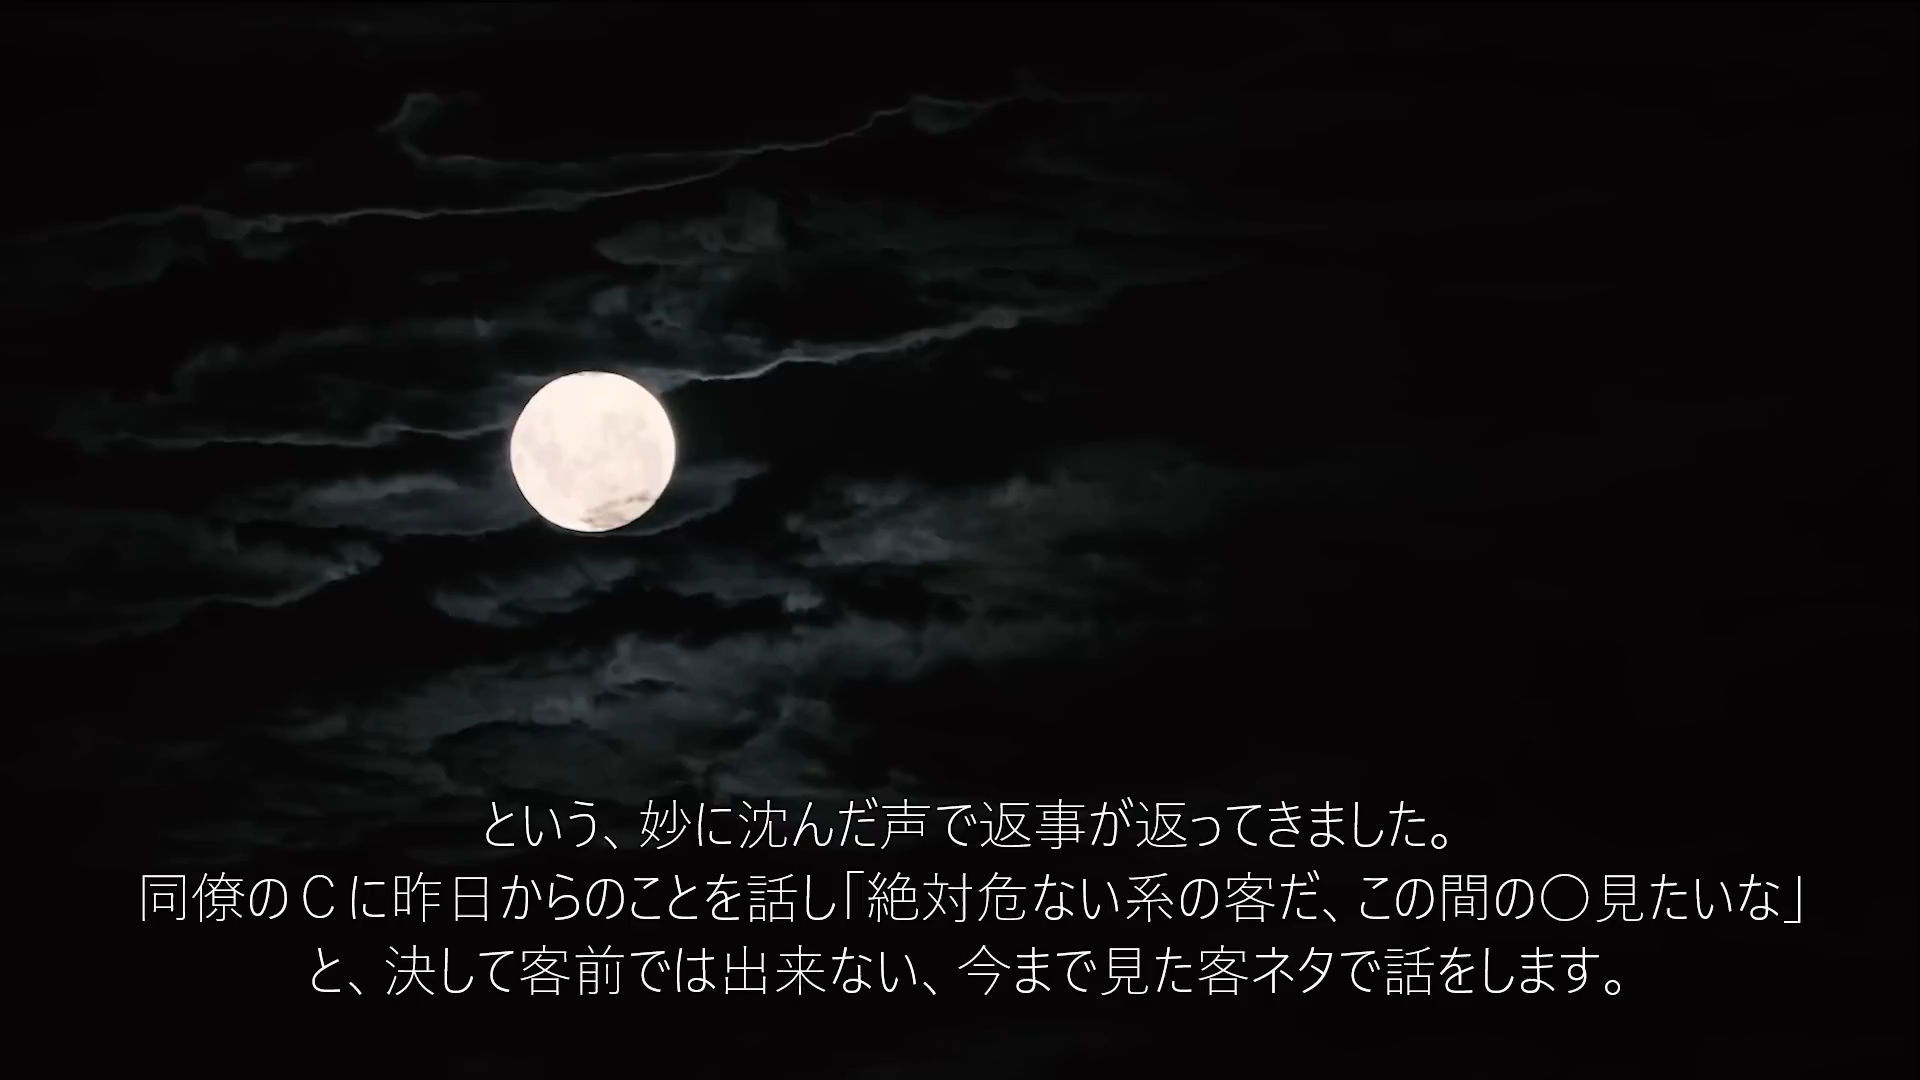 という、妙に沈んだ声で返事が返ってきました。
同僚のCに昨日からのことを話し「絶対危ない系の客だ、この間の〇見たいな」
と、決して客前では出来ない、今まで見た客ネタで話をします。